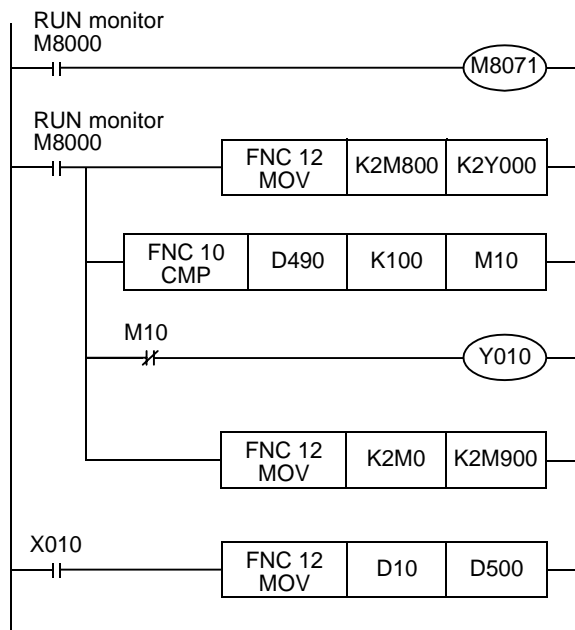 RUN monitor
M8000
M8071
RUN monitor
M8000
FNC 12
MOV
K2M800
K2Y000
FNC 10
CMP
D490
K100
M10
M10
Y010
FNC 12
MOV
K2M0
K2M900
X010
FNC 12
MOV
D10
D500